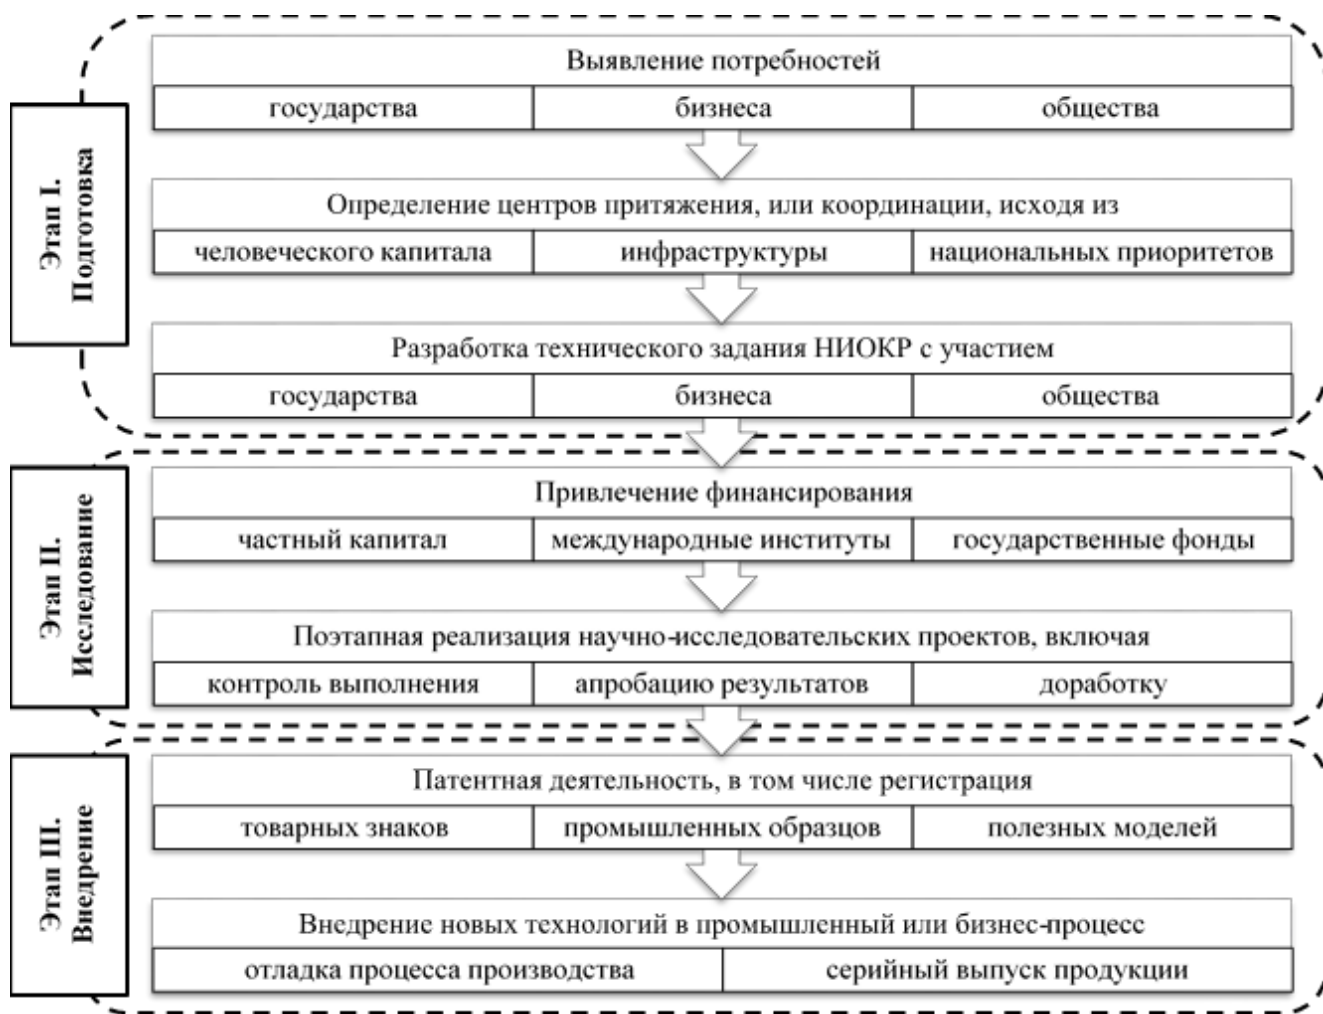 Этап I.
Подготовка
Выявление потребностей
государства
бизнеса
общества
Определение центров притяжения, или координации, исходя из
человеческого капитала
инфраструктуры
национальных приоритетов
Разработка технического задания НИОКР с участием
государства
бизнеса
общества
Этап II.
Исследование
Привлечение финансирования
частный капитал
международные институты
государственные фонды
Поэтапная реализация научно-исследовательских проектов, включая
контроль выполнения
апробацию результатов
доработку
Этап III.
Внедрение
Патентная деятельность, в том числе регистрация
товарных знаков
промышленных образцов
полезных моделей
Внедрение новых технологий в промышленный или бизнес-процесс
отладка процесса производства
серийный выпуск продукции